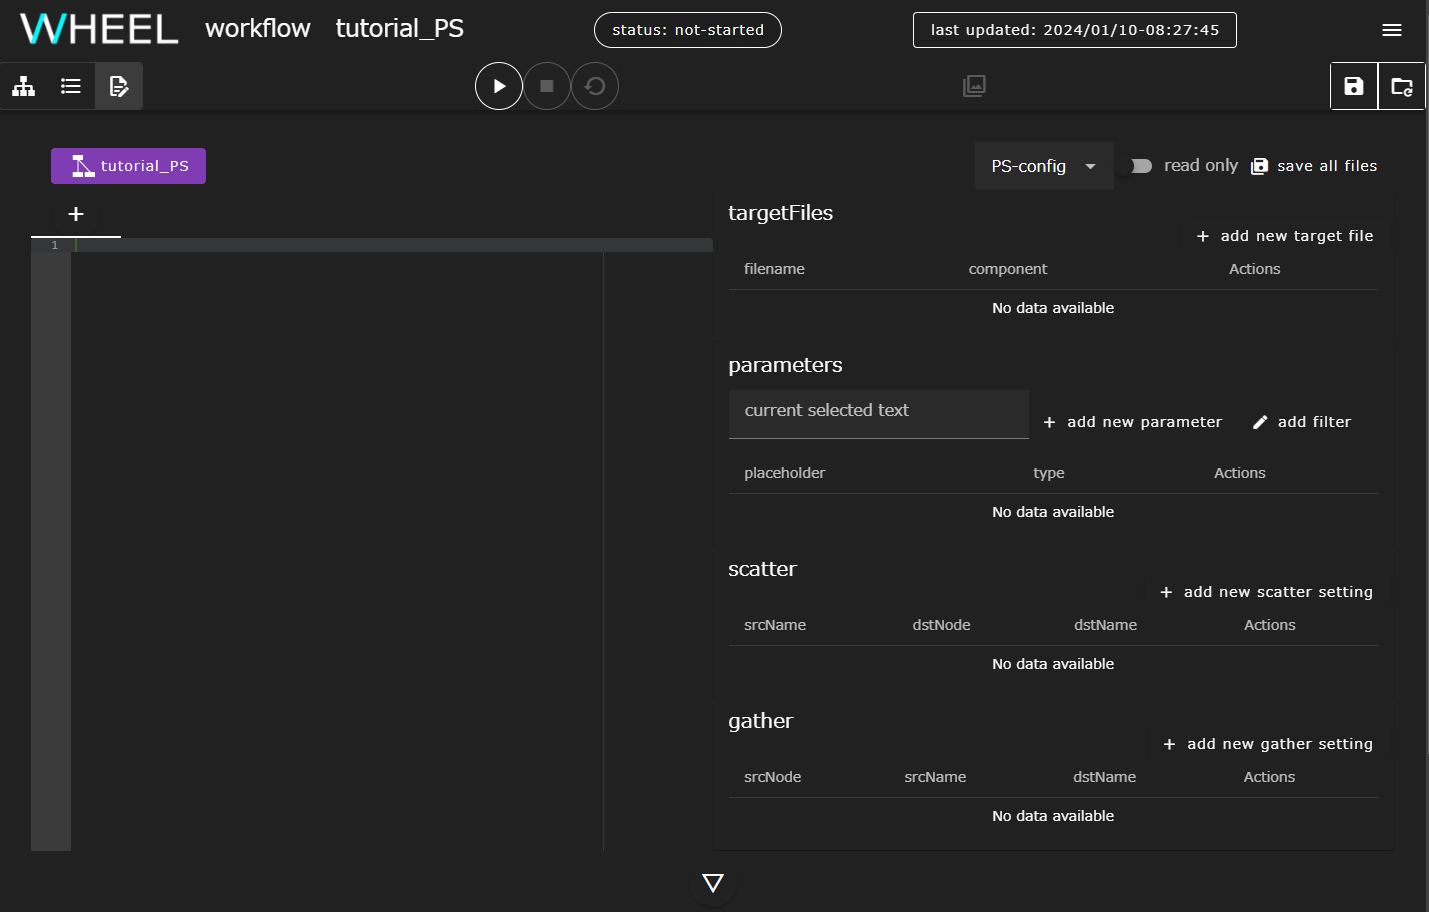 WHEEL workflow tutorial_PS status: not-started last updated: 2024/01/10-08:27:45
tutorial_PS PS-config read only save all files
+
1
targetFiles
+ add new target file
filename component Actions
No data available
parameters
current selected text + add new parameter add filter
placeholder type Actions
No data available
scatter
+ add new scatter setting
srcName dstNode dstName Actions
No data available
gather
+ add new gather setting
srcNode srcName dstName Actions
No data available